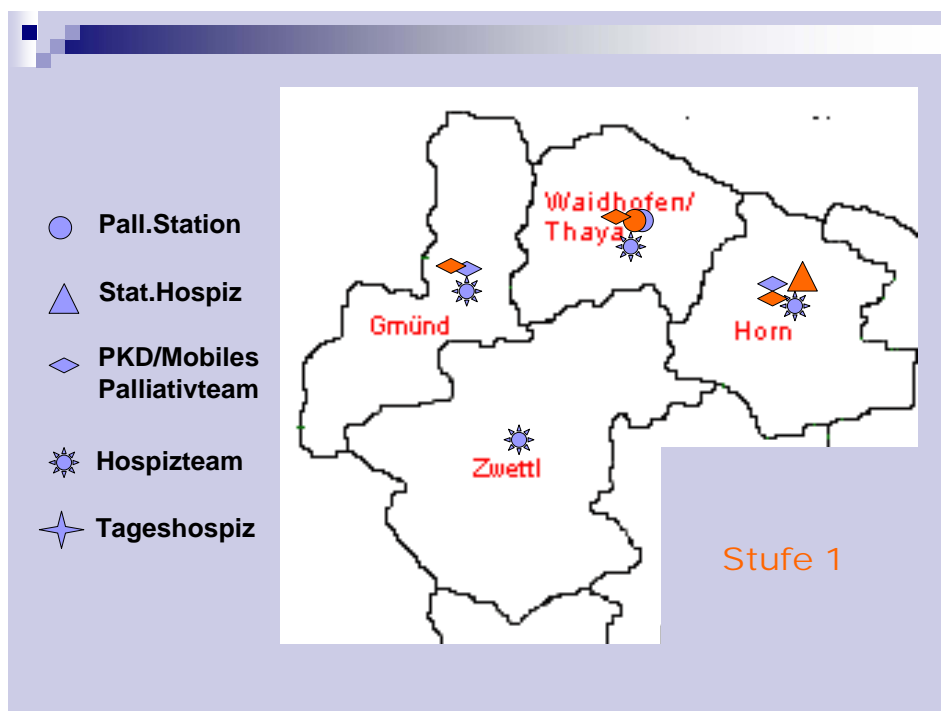 Pall.Station
Stat.Hospiz
PKD/Mobiles
Palliativteam
Hospizteam
Tageshospiz
Waidhofen/
Thaya
Gmünd
Horn
Zwettl
Stufe 1